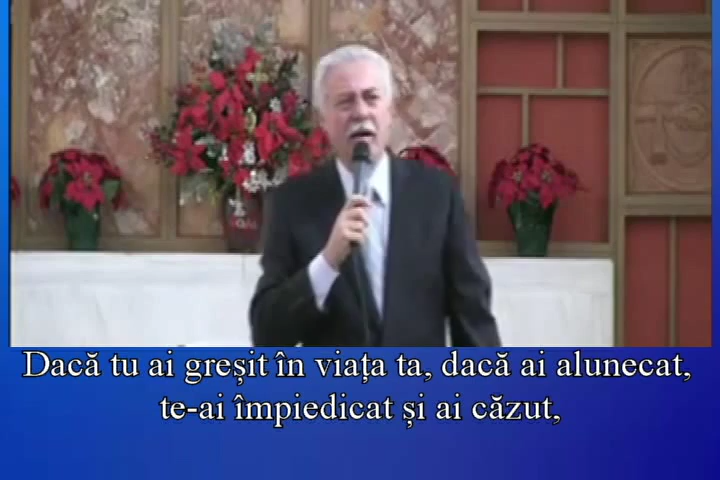 Dacă tu ai greșit în viața ta, dacă ai alunecat,
te-ai împiedicat și ai căzut,